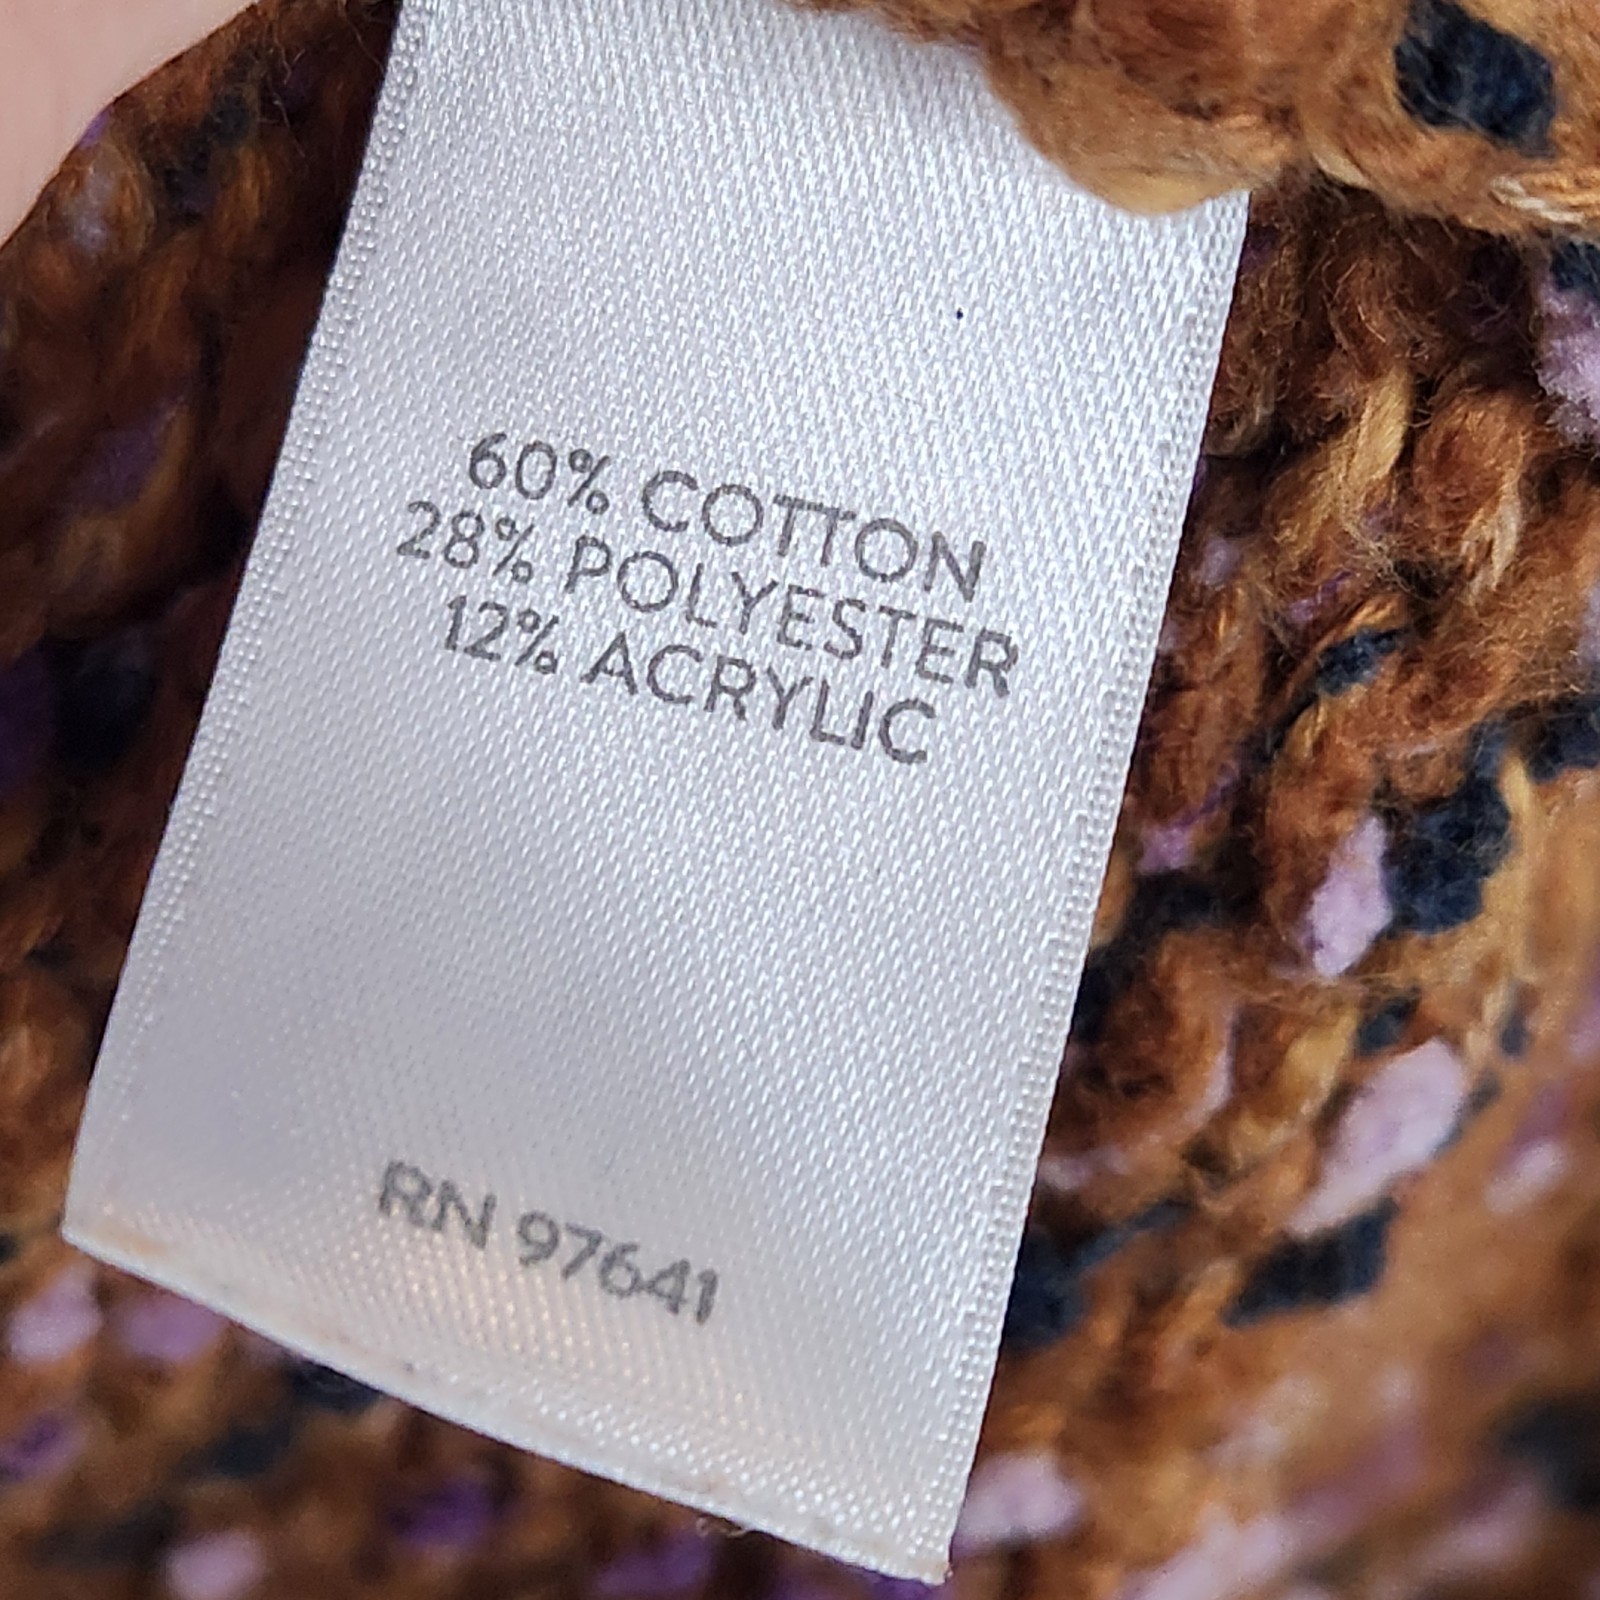 60% COTTON
28% POLYESTER
12% ACRYLIC
RN 97641